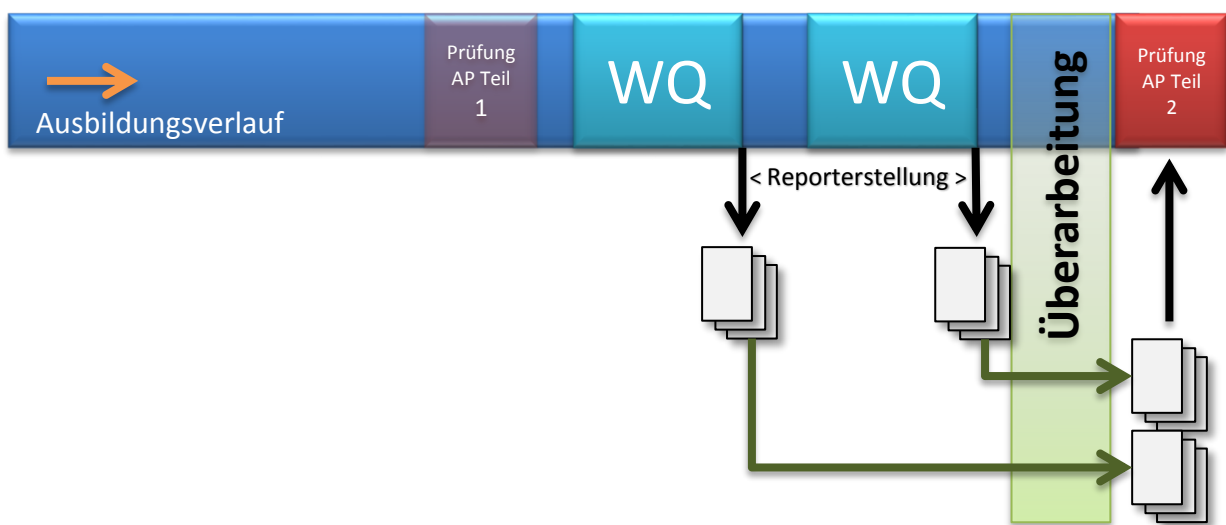 Ausbildungsverlauf
Prüfung
AP Teil
1
WQ
WQ
Überarbeitung
Prüfung
AP Teil
2
< Reporterstellung >